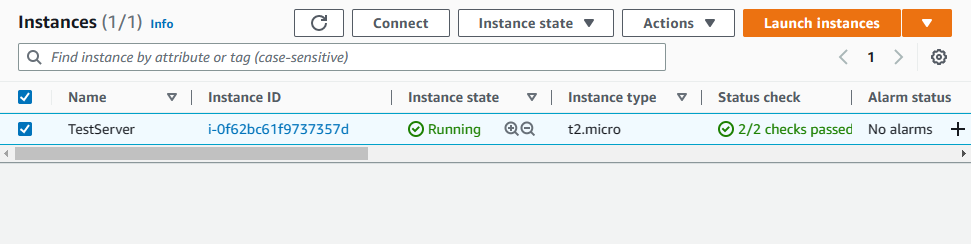 Instances (1/1) Info Connect Instance state Actions Launch instances
Find instance by attribute or tag (case-sensitive) 1
Name Instance ID Instance state Instance type Status check Alarm status
TestServer i-0f62bc61f9737357d Running t2.micro 2/2 checks passed No alarms